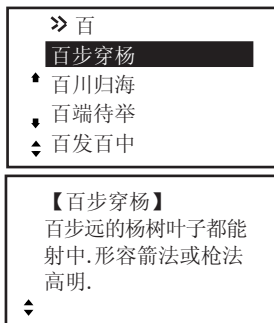 » 百
百步穿杨
百川归海
百端待举
百发百中
【百步穿杨】
百步远的杨树叶子都能
射中.形容箭法或枪法
高明.